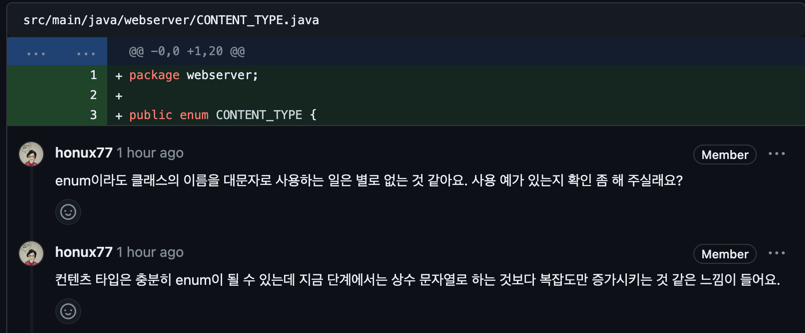 src/main/java/webserver/CONTENT_TYPE.java
... ... @@ -0,0 +1,20 @@
1 + package webserver;
2 +
3 + public enum CONTENT_TYPE {
honux77 1 hour ago Member ...
enum이라도 클래스의 이름을 대문자로 사용하는 일은 별로 없는 것 같아요. 사용 예가 있는지 확인 좀 해 주실래요?
honux77 1 hour ago Member ...
컨텐츠 타입은 충분히 enum이 될 수 있는데 지금 단계에서는 상수 문자열로 하는 것보다 복잡도만 증가시키는 것 같은 느낌이 들어요.